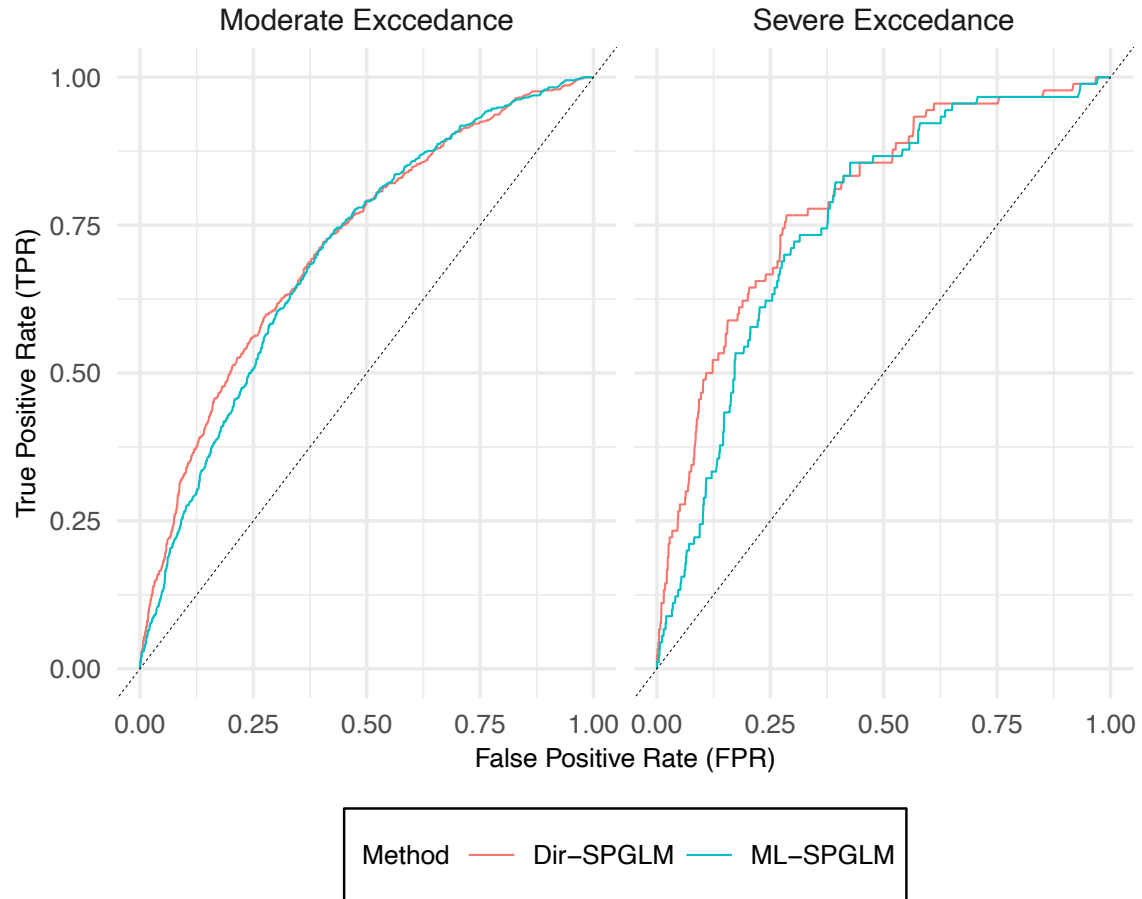 Moderate Exccedance Severe Exccedance
True Positive Rate (TPR)
1.00
0.75
0.50
0.25
0.00
0.00 0.25 0.50 0.75 1.00 0.00 0.25 0.50 0.75 1.00
False Positive Rate (FPR)
Method Dir−SPGLM ML−SPGLM